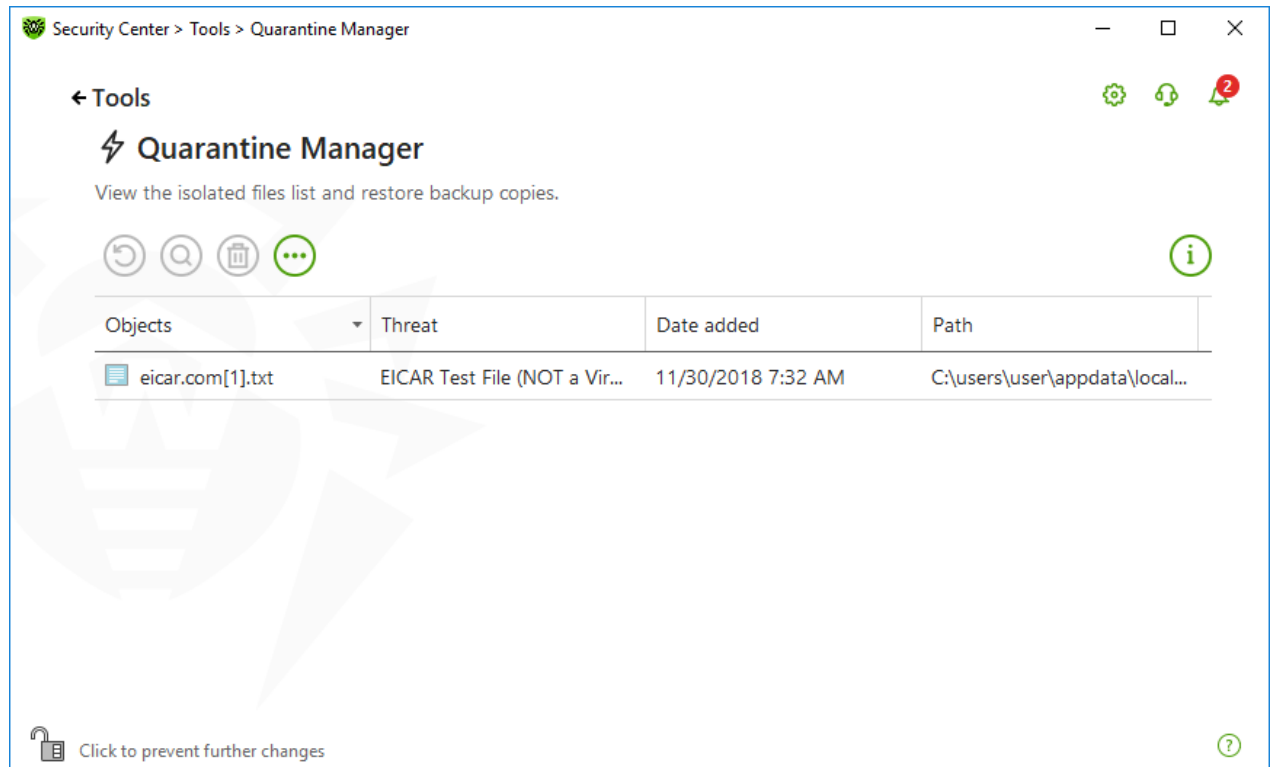 Security Center > Tools > Quarantine Manager
Tools
2
Quarantine Manager
View the isolated files list and restore backup copies.
i
Objects Threat Date added Path
eicar.com[1].txt EICAR Test File (NOT a Vir... 11/30/2018 7:32 AM C:\users\user\appdata\local...
Click to prevent further changes
?